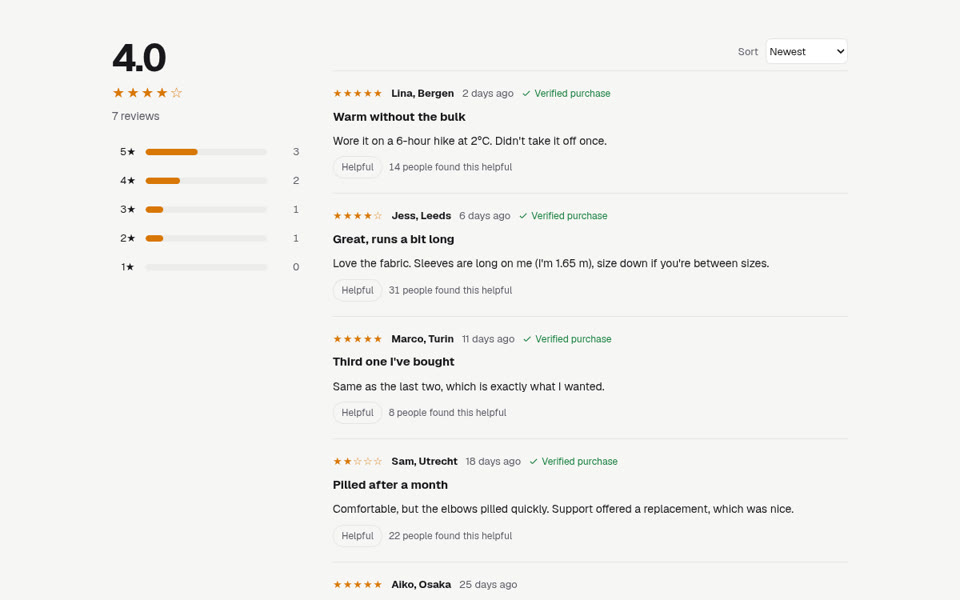 4.0
★★★★☆
7 reviews
5★ 3
4★ 2
3★ 1
2★ 1
1★ 0
Sort Newest
★★★★★ Lina, Bergen 2 days ago ✓ Verified purchase
Warm without the bulk
Wore it on a 6-hour hike at 2°C. Didn't take it off once.
Helpful 14 people found this helpful
★★★★☆ Jess, Leeds 6 days ago ✓ Verified purchase
Great, runs a bit long
Love the fabric. Sleeves are long on me (I'm 1.65 m), size down if you're between sizes.
Helpful 31 people found this helpful
★★★★★ Marco, Turin 11 days ago ✓ Verified purchase
Third one I've bought
Same as the last two, which is exactly what I wanted.
Helpful 8 people found this helpful
★★☆☆☆ Sam, Utrecht 18 days ago ✓ Verified purchase
Pilled after a month
Comfortable, but the elbows pilled quickly. Support offered a replacement, which was nice.
Helpful 22 people found this helpful
★★★★★ Aiko, Osaka 25 days ago